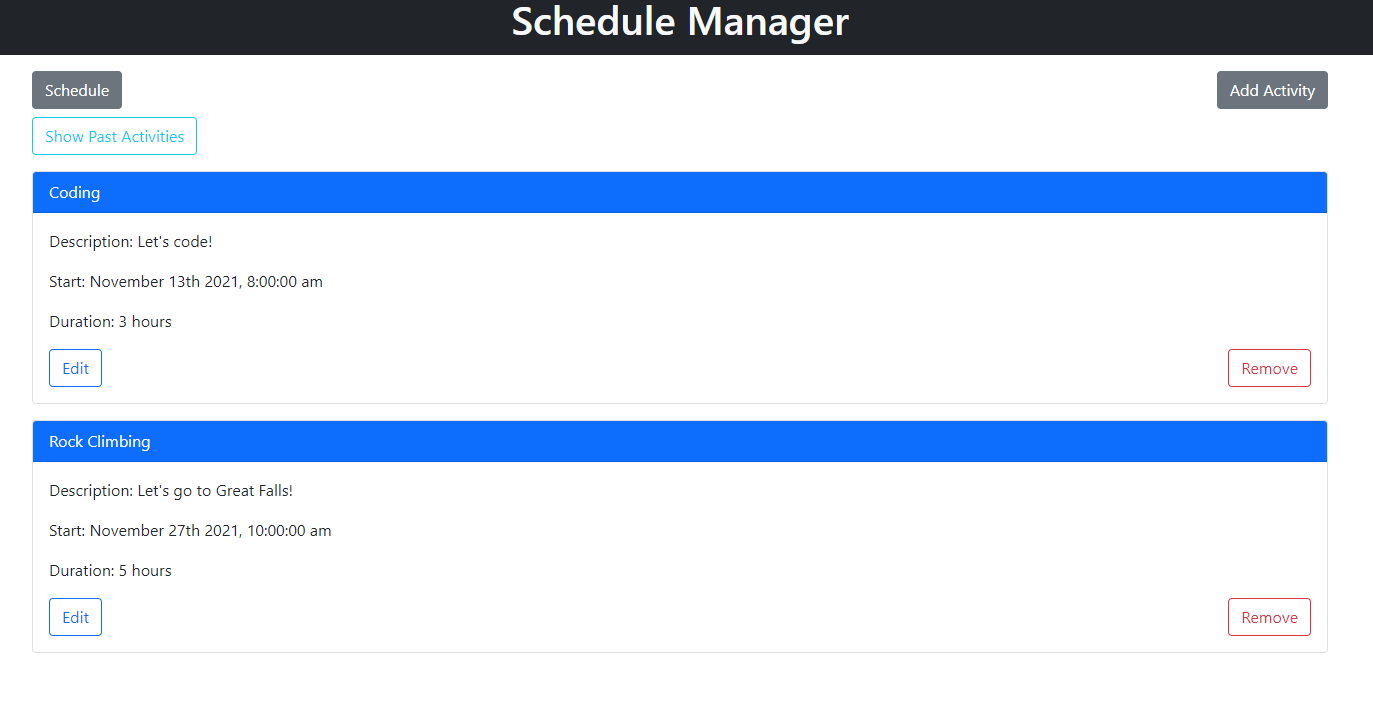 Schedule Manager
Schedule
Add Activity
Show Past Activities
Coding
Description: Let's code!
Start: November 13th 2021, 8:00:00 am
Duration: 3 hours
Edit
Remove
Rock Climbing
Description: Let's go to Great Falls!
Start: November 27th 2021, 10:00:00 am
Duration: 5 hours
Edit
Remove